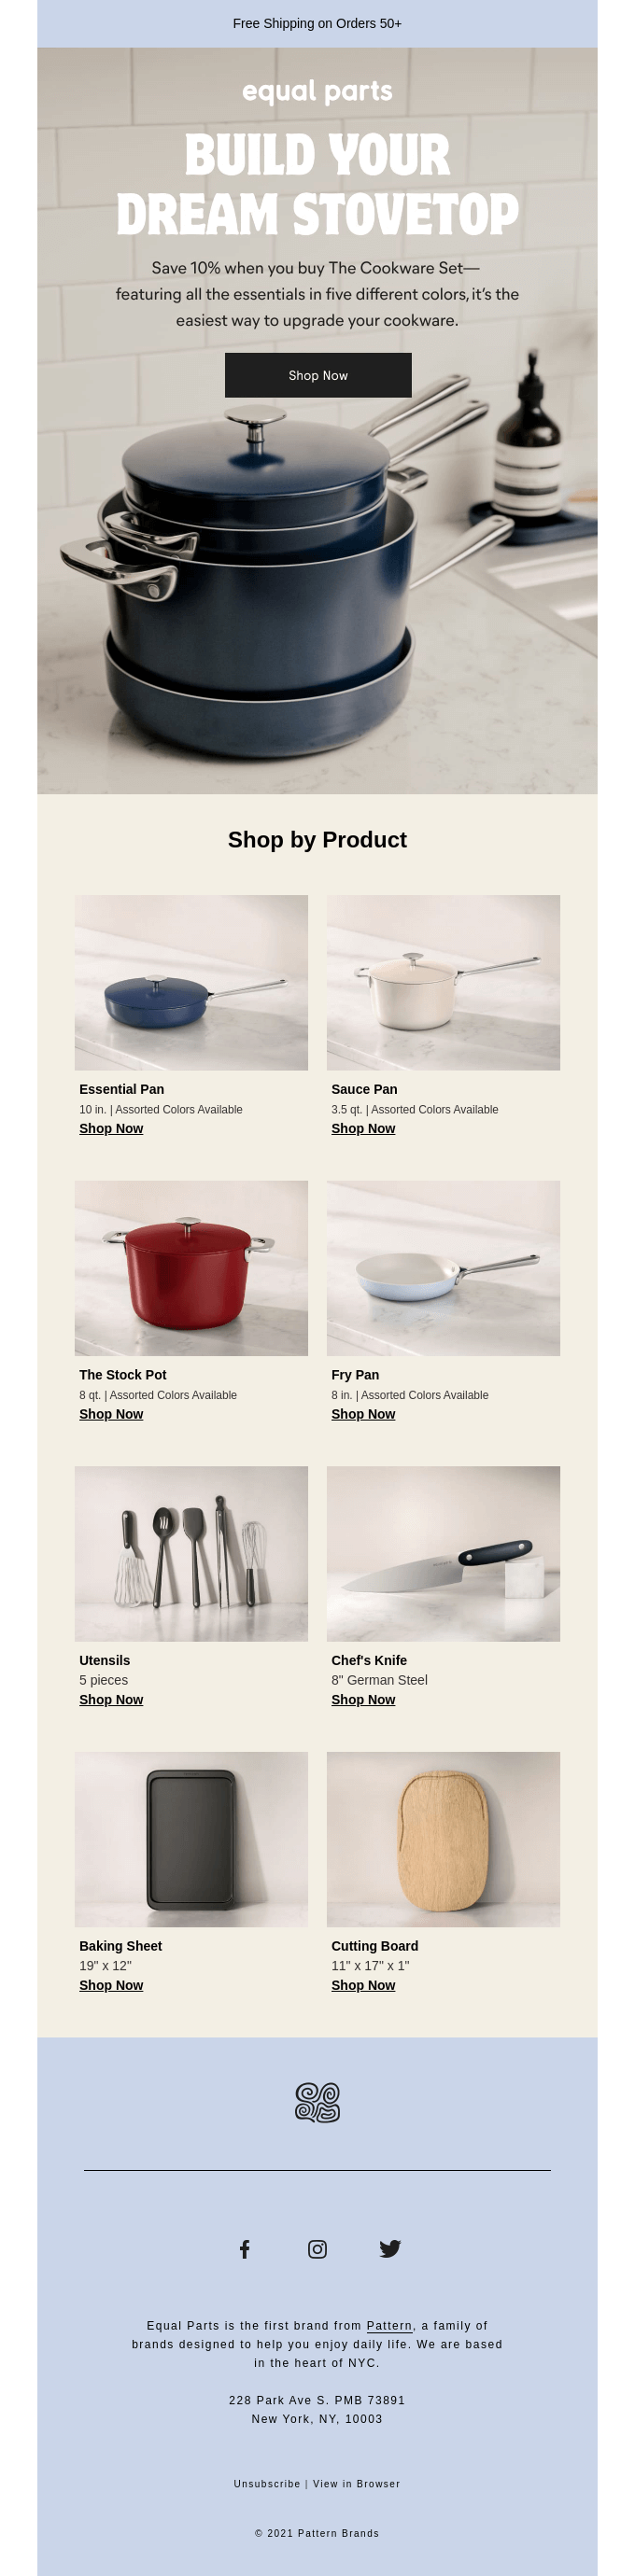 Free Shipping on Orders 50+
equal parts
BUILD YOUR
DREAM STOVETOP
Save 10% when you buy The Cookware Set—
featuring all the essentials in five different colors, it's the
easiest way to upgrade your cookware.
Shop Now
Shop by Product
Essential Pan
10 in. | Assorted Colors Available
Shop Now
Sauce Pan
3.5 qt. | Assorted Colors Available
Shop Now
The Stock Pot
8 qt. | Assorted Colors Available
Shop Now
Fry Pan
8 in. | Assorted Colors Available
Shop Now
Utensils
5 pieces
Shop Now
Chef's Knife
8" German Steel
Shop Now
Baking Sheet
19" x 12"
Shop Now
Cutting Board
11" x 17" x 1"
Shop Now
Equal Parts is the first brand from Pattern, a family of
brands designed to help you enjoy daily life. We are based
in the heart of NYC.
228 Park Ave S. PMB 73891
New York, NY, 10003
Unsubscribe | View in Browser
© 2021 Pattern Brands